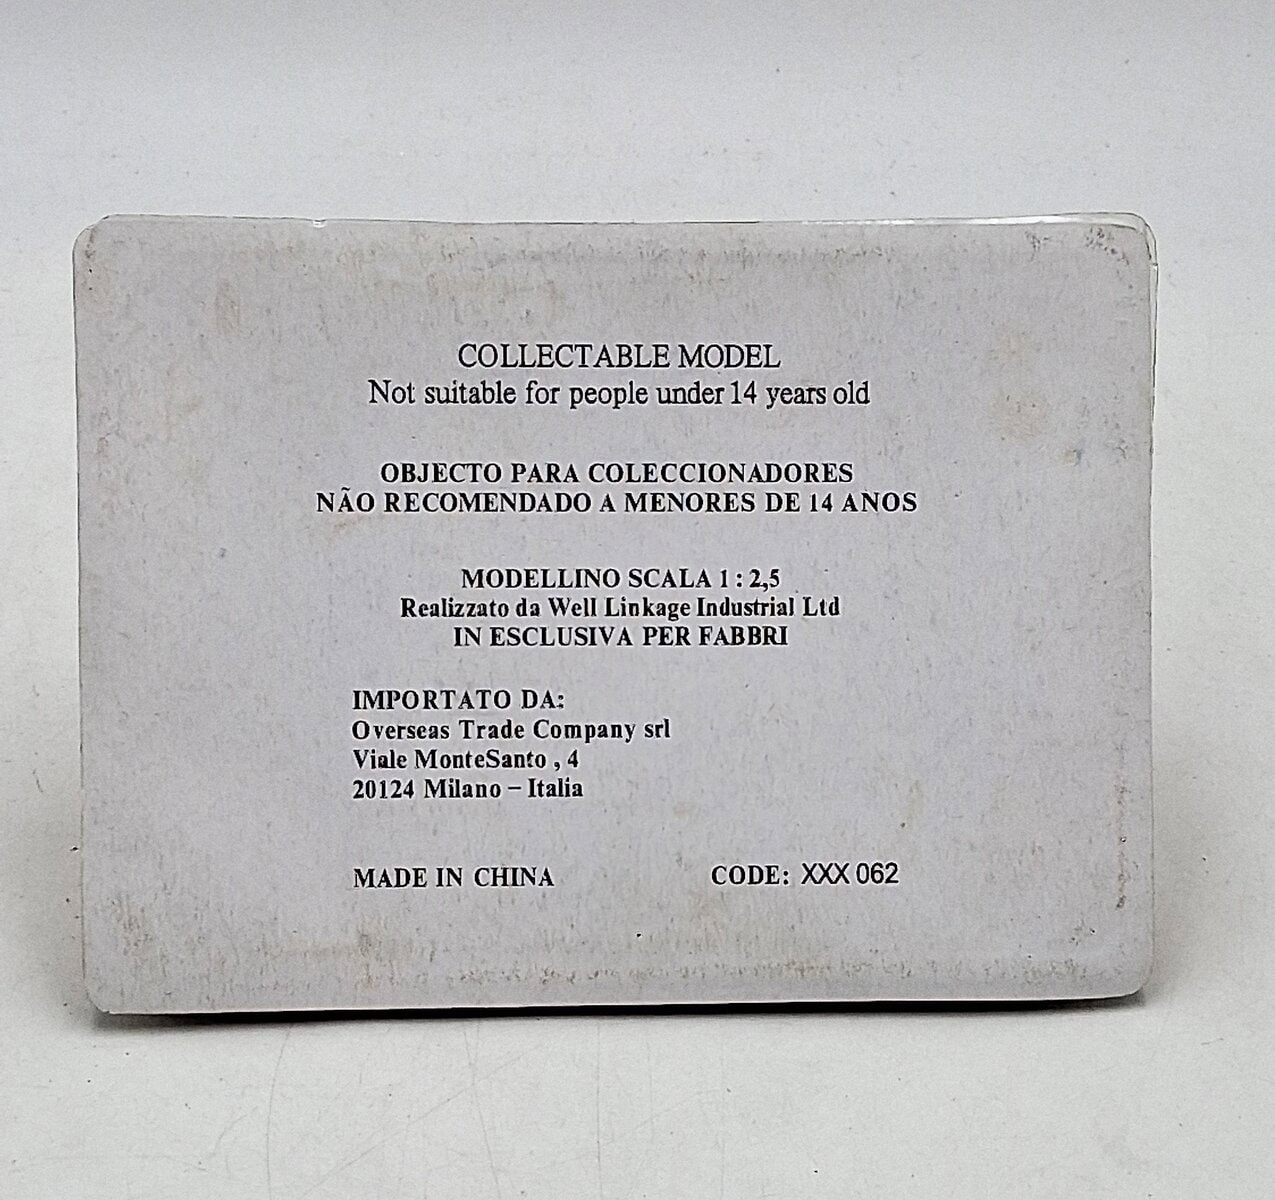 COLLECTABLE MODEL
Not suitable for people under 14 years old
OBJECTO PARA COLECCIONADORES
NÃO RECOMENDADO A MENORES DE 14 ANOS
MODELLINO SCALA 1 : 2,5
Realizzato da Well Linkage Industrial Ltd
IN ESCLUSIVA PER FABBRI
IMPORTATO DA:
Overseas Trade Company srl
Viale MonteSanto , 4
20124 Milano – Italia
MADE IN CHINA CODE: XXX 062